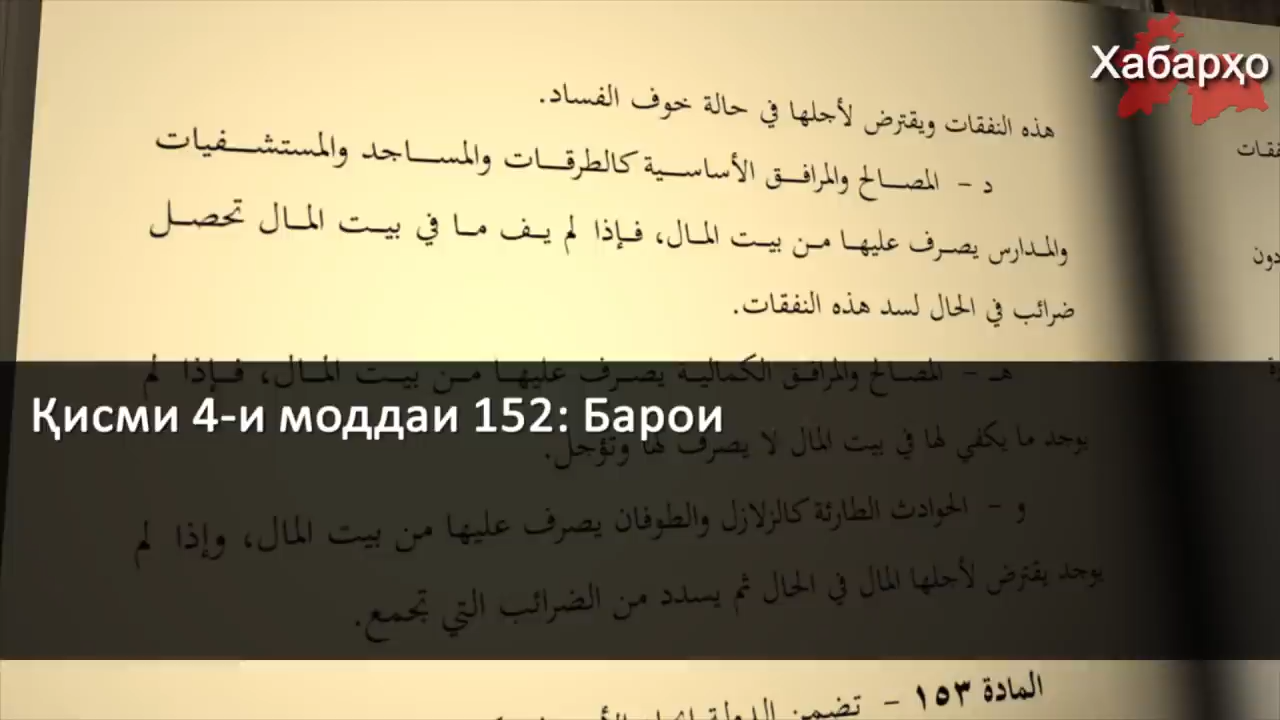 Хабарҳо
هذه النفقات ويقترض لأجلها في حالة خوف الفساد.
د - المصالح والمرافق الأساسية كالطرقات والمساجد والمستشفيات
والمدارس يصرف عليها من بيت المال، فإذا لم يف ما في بيت المال تحصل
ضرائب في الحال لسد هذه النفقات.
هـ - المصالح والمرافق الكمالية يصرف عليها من بيت المال، فإذا لم
Қисми 4-и моддаи 152: Барои
يوجد ما يكفي لها في بيت المال لا يصرف لها وتؤجل.
و - الحوادث الطارئة كالزلازل والطوفان يصرف عليها من بيت المال، وإذا لم
يوجد يقترض لأجلها المال في الحال ثم يسدد من الضرائب التي تجمع.
المادة ١٥٣ - تضمن الدولة
دون